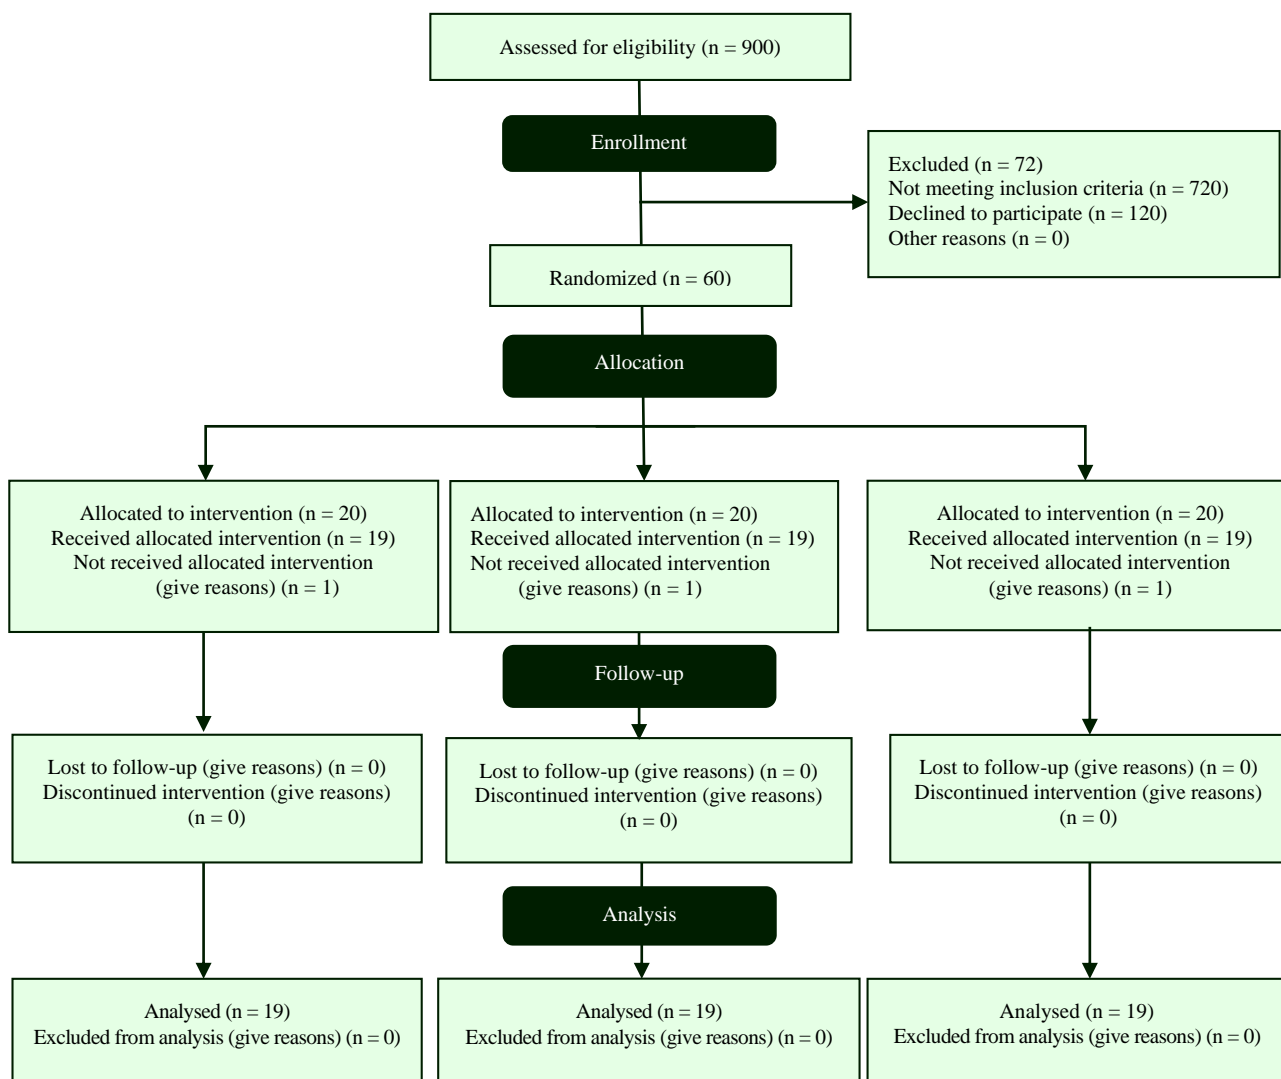 Assessed for eligibility (n = 900)
Enrollment
Excluded (n = 72)
Not meeting inclusion criteria (n = 720)
Declined to participate (n = 120)
Other reasons (n = 0)
Randomized (n = 60)
Allocation
Allocated to intervention (n = 20)
Received allocated intervention (n = 19)
Not received allocated intervention
(give reasons) (n = 1)
Allocated to intervention (n = 20)
Received allocated intervention (n = 19)
Not received allocated intervention
(give reasons) (n = 1)
Allocated to intervention (n = 20)
Received allocated intervention (n = 19)
Not received allocated intervention
(give reasons) (n = 1)
Follow-up
Lost to follow-up (give reasons) (n = 0)
Discontinued intervention (give reasons)
(n = 0)
Lost to follow-up (give reasons) (n = 0)
Discontinued intervention (give reasons)
(n = 0)
Lost to follow-up (give reasons) (n = 0)
Discontinued intervention (give reasons)
(n = 0)
Analysis
Analysed (n = 19)
Excluded from analysis (give reasons) (n = 0)
Analysed (n = 19)
Excluded from analysis (give reasons) (n = 0)
Analysed (n = 19)
Excluded from analysis (give reasons) (n = 0)